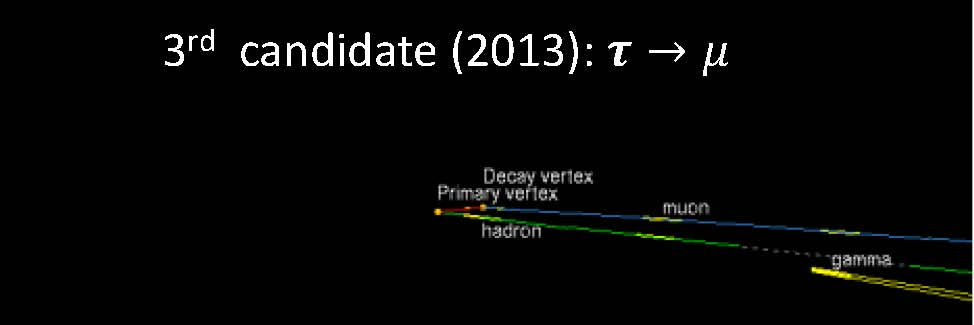 3rd candidate (2013): τ → μ
Decay vertex
Primary vertex
muon
hadron
gamma